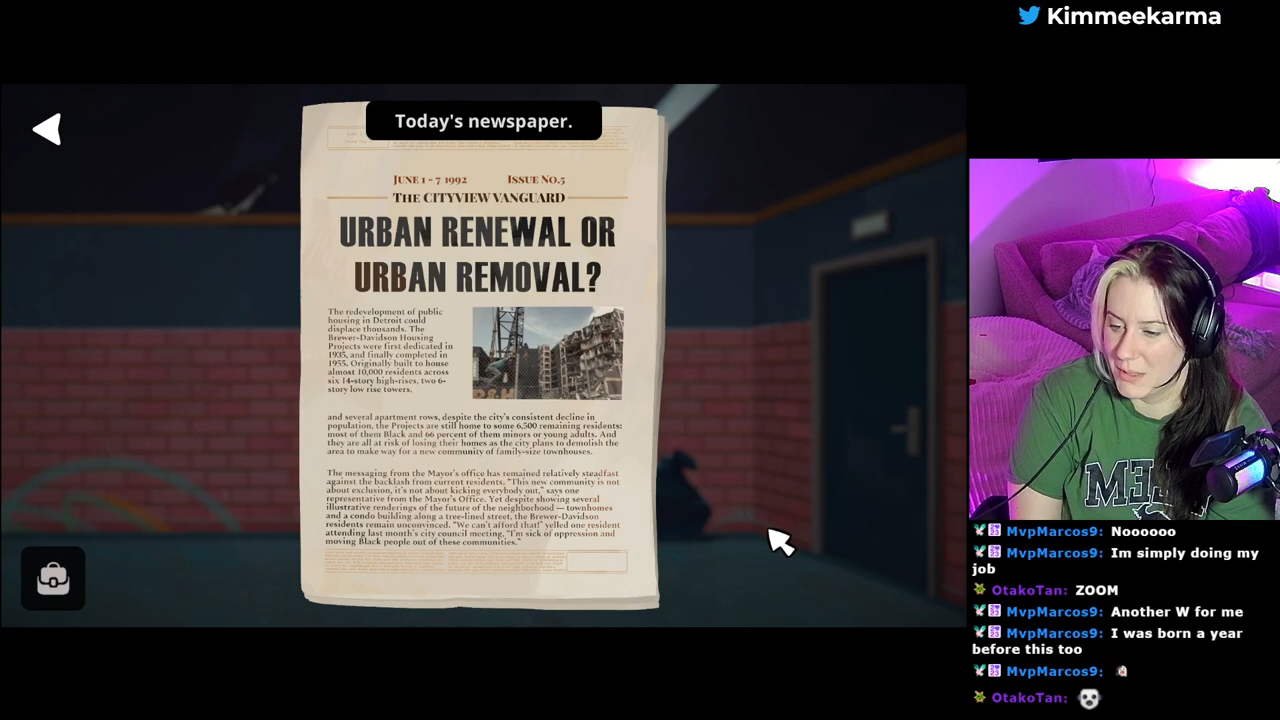 Kimmeekarma
Today's newspaper.
JUNE 1 - 7 1992 ISSUE NO.5
THE CITYVIEW VANGUARD
URBAN RENEWAL OR
URBAN REMOVAL?
The redevelopment of public
housing in Detroit could
displace thousands. The
Brewer-Davidson Housing
Projects were first dedicated in
1935, and finally completed in
1955. Originally built to house
almost 10,000 residents across
six 14-story high-rises, two 6-
story low rise towers.
and several apartment rows, despite the city's consistent decline in
population, the Projects are still home to some 6,500 remaining residents:
most of them Black and 66 percent of them minors or young adults. And
they are all at risk of losing their homes as the city plans to demolish the
area to make way for a new community of family-size townhouses.
The messaging from the Mayor's office has remained relatively steadfast
against the backlash from current residents. "This new community is not
about exclusion, it's not about kicking everybody out," says one
representative from the Mayor's Office. Yet despite showing several
illustrative renderings of the future of the neighborhood — townhomes
and a condo building along a tree-lined street, the Brewer-Davidson
residents remain unconvinced. "We can't afford that!" yelled one resident
attending last month's city council meeting, "I'm sick of oppression and
moving Black people out of these communities."
MvpMarcos9: Noooooo
MvpMarcos9: Im simply doing my
job
OtakoTan: ZOOM
MvpMarcos9: Another W for me
MvpMarcos9: I was born a year
before this too
MvpMarcos9:
OtakoTan: